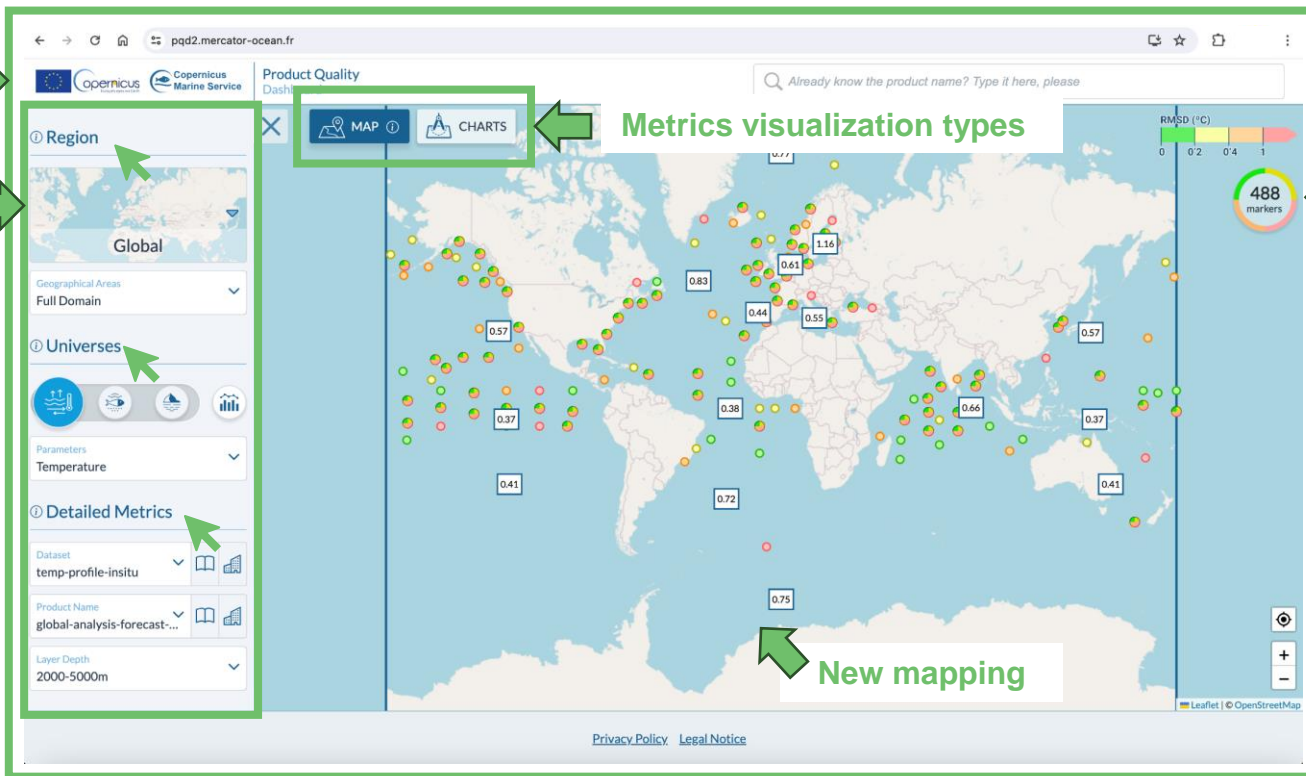 pqd2.mercator-ocean.fr
opernicus
Copernicus
Marine Service
Product Quality
Already know the product name? Type it here, please
Region
MAP
CHARTS
Metrics visualization types
RMSD (°C)
0 0'2 0'4 1
488
markers
Global
Geographical Areas
Full Domain
Universes
Parameters
Temperature
Detailed Metrics
Dataset
temp-profile-insitu
Product Name
global-analysis-forecast-...
Layer Depth
2000-5000m
0.77
1.16
0.61
0.83
0.44
0.55
0.57
0.57
0.38
0.66
0.37
0.37
0.41
0.72
0.41
0.75
New mapping
+
−
Leaflet | © OpenStreetMap
Privacy Policy Legal Notice